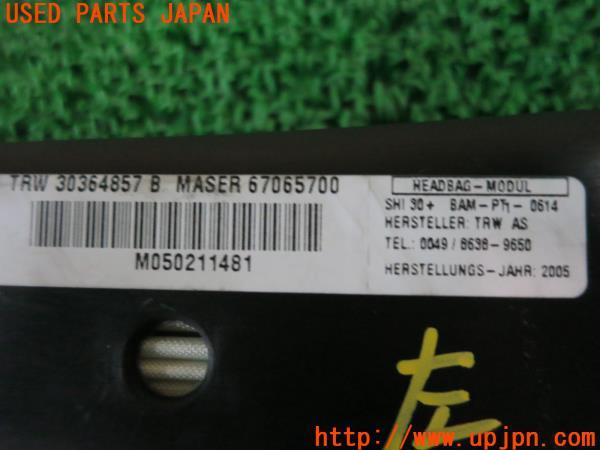 USED PARTS JAPAN
TRW 30364857 B MASER 67065700
M050211481
HEADBAG-MODUL
SHI 30+ BAM-PT1-0614
HERSTELLER: TRW AS
TEL.: 0049/8638-9650
HERSTELLUNGS-JAHR: 2005
左
http://www.upjpn.com/